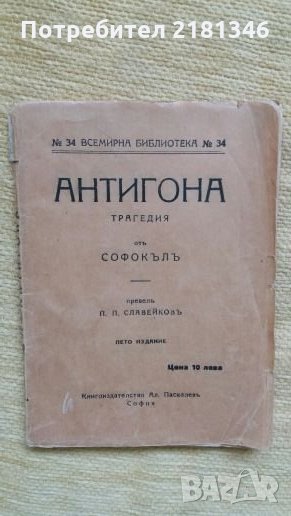 Потребител 2181346
№ 34 ВСЕМИРНА БИБЛИОТЕКА № 34
АНТИГОНА
ТРАГЕДИЯ
отъ
СОФОКЪЛЪ
превелъ
П. П. СЛАВЕЙКОВЪ
ПЕТО ИЗДАНИЕ
Цена 10 лева
Книгоиздателство Ал. Паскалевъ
София
BAZAR